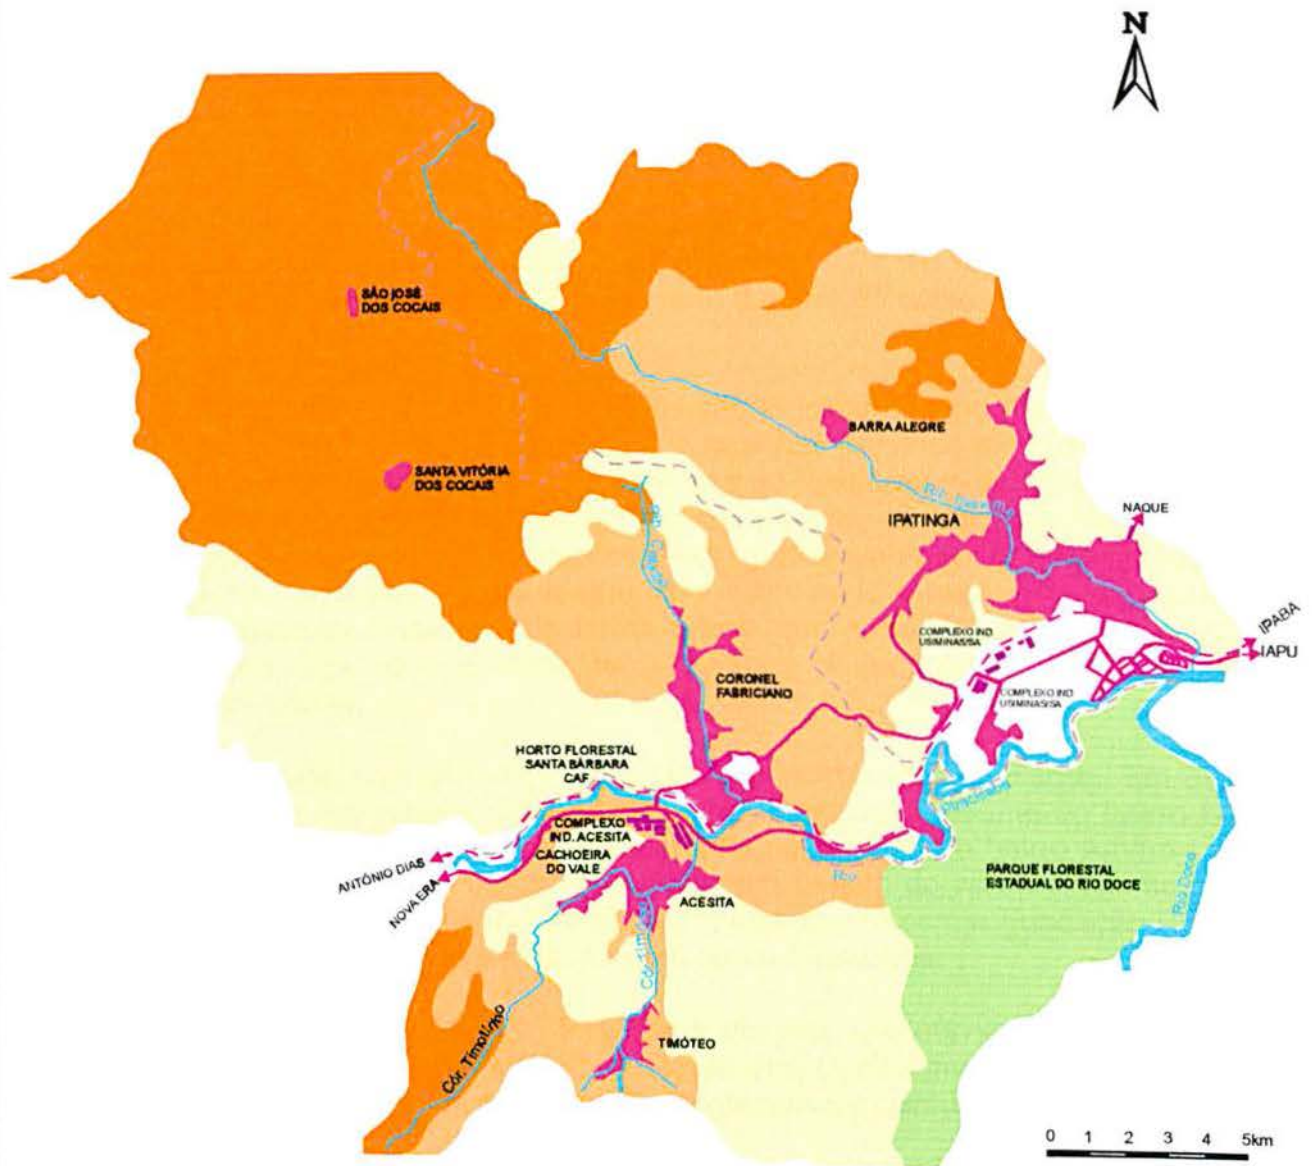 N
SÃO JOSÉ
DOS COCAIS
BARRA ALEGRE
SANTA VITÓRIA
DOS COCAIS
NAQUE
IPATINGA
IPABA
IAPU
COMPLEXO IND
USIMINAS/SA
CORONEL
FABRICIANO
COMPLEXO IND
USIMINAS/SA
HORTO FLORESTAL
SANTA BÁRBARA
CAF
COMPLEXO
IND. ACESITA
CACHOEIRA
DO VALE
ANTÔNIO DIAS
NOVA ERA
Rio
Piracicaba
PARQUE FLORESTAL
ESTADUAL DO RIO DOCE
Rio Doce
ACESITA
Cór. Timóteo
Cór. Timotinho
TIMÓTEO
0 1 2 3 4 5km